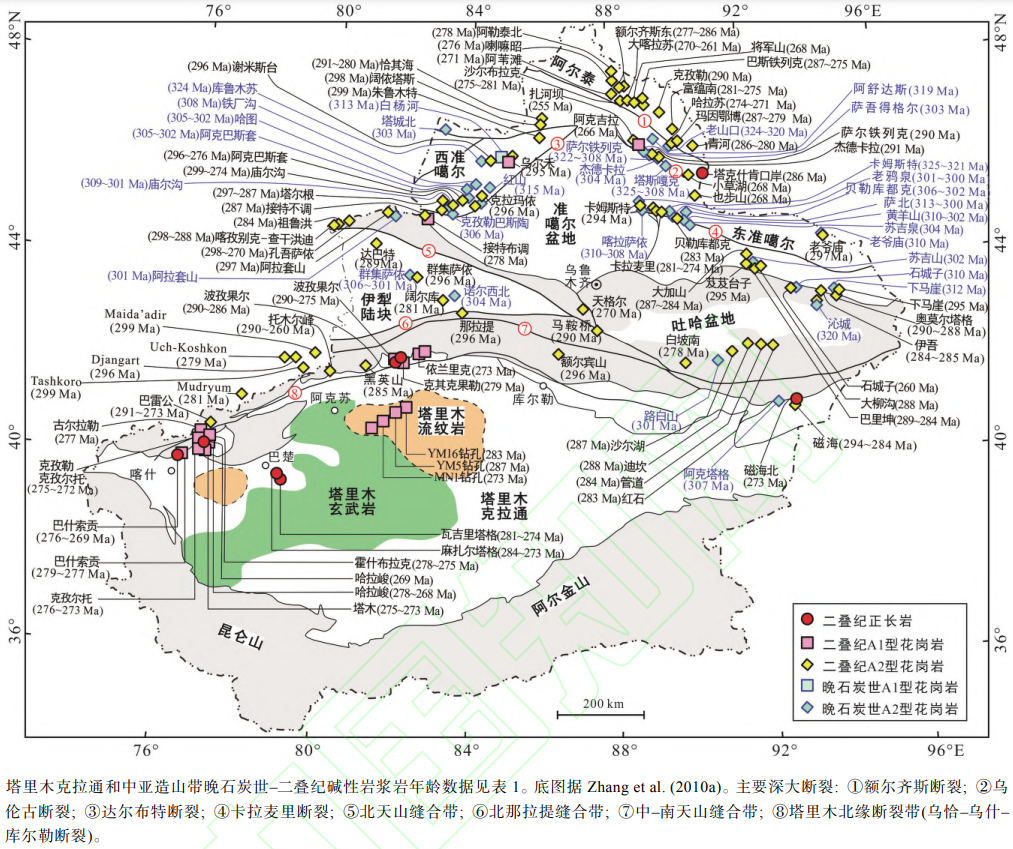 76°
80°
84°
88°
92°
96°
48°N
48°N
(278 Ma)阿勒泰北
(276 Ma)喇嘛昭
(271 Ma)阿苇滩
沙尔布拉克
(275~281 Ma)
额尔齐斯东(277~286 Ma)
大喀拉苏(270~261 Ma)
将军山(268 Ma)
巴斯铁列克(287~275 Ma)
阿尔泰
克孜勒(290 Ma)
富蕴南(281~275 Ma)
哈拉苏(274~271 Ma)
玛因鄂博(287~279 Ma)
老山口(324~320 Ma)
青河(286~280 Ma)
阿舒达斯(319 Ma)
萨吾得格尔(303 Ma)
萨尔铁列克(290 Ma)
杰德卡拉(291 Ma)
卡姆斯特(325~321 Ma)
老鸦泉(301~300 Ma)
贝勒库都克(306~302 Ma)
萨北(313~300 Ma)
黄羊山(310~302 Ma)
苏吉泉(304 Ma)
老爷庙(310 Ma)
苏吉山(302 Ma)
石城子(310 Ma)
下马崖(312 Ma)
下马崖(295 Ma)
奥莫尔塔格
(290~288 Ma)
伊吾
(284~285 Ma)
(296 Ma)谢米斯台
(324 Ma)库鲁木苏
(308 Ma)铁厂沟
(305~302 Ma)哈图
(305~302 Ma)阿克巴斯套
(296~276 Ma)阿克巴斯套
(299~274 Ma)庙尔沟
(309~301 Ma)庙尔沟
(297~287 Ma)塔尔根
(287 Ma)接特不调
(284 Ma)祖鲁洪
(298~288 Ma)喀孜别克–查干洪迪
(298~270 Ma)孔吾萨依
(297 Ma)阿拉套山
(301 Ma)阿拉套山
(291~280 Ma)恰其海
(298 Ma)阔依塔斯
(299 Ma)朱鲁木特
(313 Ma)白杨河
塔城北
(303 Ma)
扎河坝
(255 Ma)
阿克吉拉
(266 Ma)
西准
噶尔
乌尔禾
(295 Ma)
红山
(315 Ma)
克拉玛依
(296 Ma)
克孜勒巴斯陶
(306 Ma)
接特布调
(278 Ma)
萨尔铁列克
(322~308 Ma)
杰德卡拉
(304 Ma)
塔斯嘎克
(325~308 Ma)
塔克什肯口岸(286 Ma)
小草湖(268 Ma)
也步山(268 Ma)
准
噶尔
盆地
卡姆斯特
(294 Ma)
喀拉萨依
(310~308 Ma)
卡拉麦里(281~274 Ma)
贝勒库都克
(283 Ma)
东准噶尔
老爷庙
(297Ma)
及及台子
(295 Ma)
大加山
(287~284 Ma)
达巴特
(289Ma)
群集萨依
(306~301 Ma)
群集萨依
(296 Ma)
诺尔西北
(304 Ma)
阔尔库
(281 Ma)
伊犁
陆块
乌鲁
木齐
天格尔
(270 Ma)
马鞍桥
(290 Ma)
吐哈盆地
白坡南
(278 Ma)
那拉提
(296 Ma)
额尔宾山
(296 Ma)
沁城
(320 Ma)
波孜果尔
(290~275 Ma)
波孜果尔
(290~286 Ma)
托木尔峰
(290~260 Ma)
Maida’adir
(299 Ma)
Uch-Koshkon
(279 Ma)
Djangart
(296 Ma)
Tashkoro
(299 Ma)
Mudryum
(281 Ma)
巴雷公
(291~273 Ma)
古尔拉勒
(277 Ma)
克孜勒
克孜尔托
(275~272 Ma)
喀什
巴楚
阿克苏
库尔勒
黑英山
(285 Ma)
依兰里克(273 Ma)
克其克果勒(279 Ma)
塔里木
流纹岩
YM16钻孔(283 Ma)
YM5钻孔(287 Ma)
MN1钻孔(273 Ma)
塔里木
玄武岩
塔里木
克拉通
瓦吉里塔格(281~274 Ma)
麻扎尔塔格(284~273 Ma)
霍什布拉克(278~275 Ma)
哈拉峻(269 Ma)
哈拉峻(278~268 Ma)
塔木(275~273 Ma)
巴什索贡
(276~269 Ma)
巴什索贡
(279~277 Ma)
克孜尔托
(276~273 Ma)
路白山
(301 Ma)
(287 Ma)沙尔湖
(288 Ma)迪坎
(284 Ma)管道
(283 Ma)红石
阿克塔格
(307 Ma)
磁海北
(273 Ma)
磁海(294~284 Ma)
石城子(260 Ma)
大柳沟(288 Ma)
巴里坤(289~284 Ma)
昆仑山
阿尔金山
44°
44°
40°
40°
36°
36°
① ② ③ ④ ⑤ ⑥ ⑦ ⑧
二叠纪正长岩
二叠纪A1型花岗岩
二叠纪A2型花岗岩
晚石炭世A1型花岗岩
晚石炭世A2型花岗岩
200 km
76°
80°
84°
88°
92°
96°E
塔里木克拉通和中亚造山带晚石炭世–二叠纪碱性岩浆岩年龄数据见表 1。底图据 Zhang et al. (2010a)。主要深大断裂: ①额尔齐斯断裂; ②乌
伦古断裂; ③达尔布特断裂; ④卡拉麦里断裂; ⑤北天山缝合带; ⑥北那拉提缝合带; ⑦中–南天山缝合带; ⑧塔里木北缘断裂带(乌恰–乌什–
库尔勒断裂)。